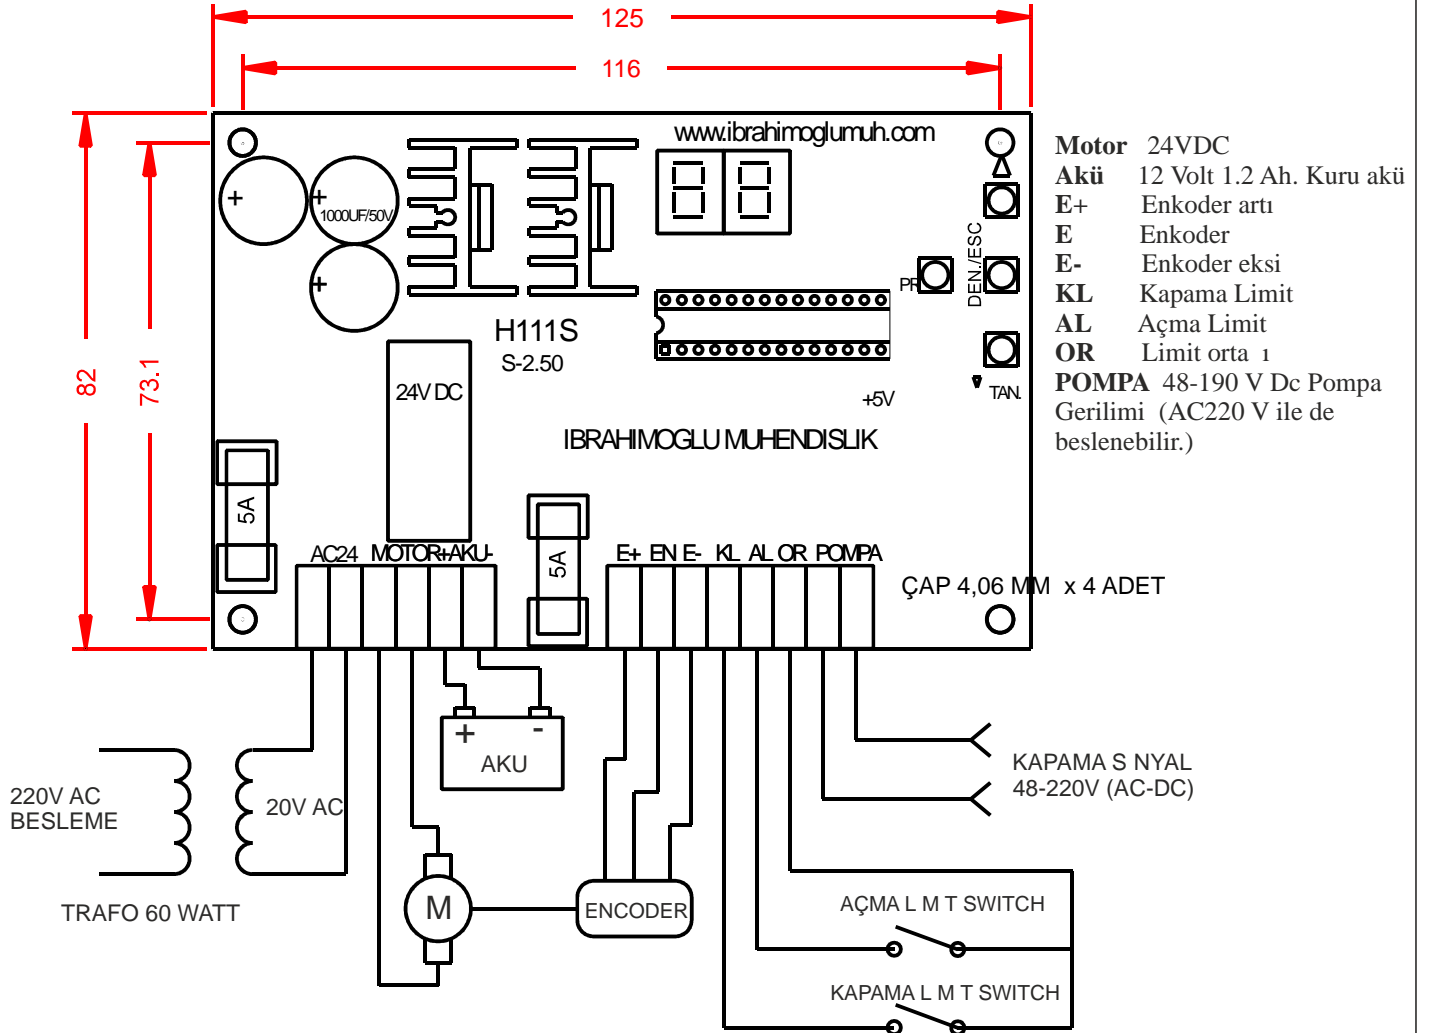 125
116
www.ibrahimoglumuh.com
Motor 24VDC
Akü 12 Volt 1.2 Ah. Kuru akü
E+ Enkoder artı
E Enkoder
E- Enkoder eksi
KL Kapama Limit
AL Açma Limit
OR Limit orta ı
POMPA 48-190 V Dc Pompa
Gerilimi (AC220 V ile de
beslenebilir.)
+
+
1000UF/50V
+
DEN./ESC
PR
H111S
S-2.50
82
73.1
24V DC
TAN.
+5V
IBRAHIMOGLU MUHENDISLIK
5A
5A
AC24 MOTOR+AKU-
E+ EN E- KL AL OR POMPA
ÇAP 4,06 MM x 4 ADET
+ -
AKU
KAPAMA S NYAL
48-220V (AC-DC)
220V AC
BESLEME
20V AC
TRAFO 60 WATT
M
ENCODER
AÇMA L M T SWITCH
KAPAMA L M T SWITCH